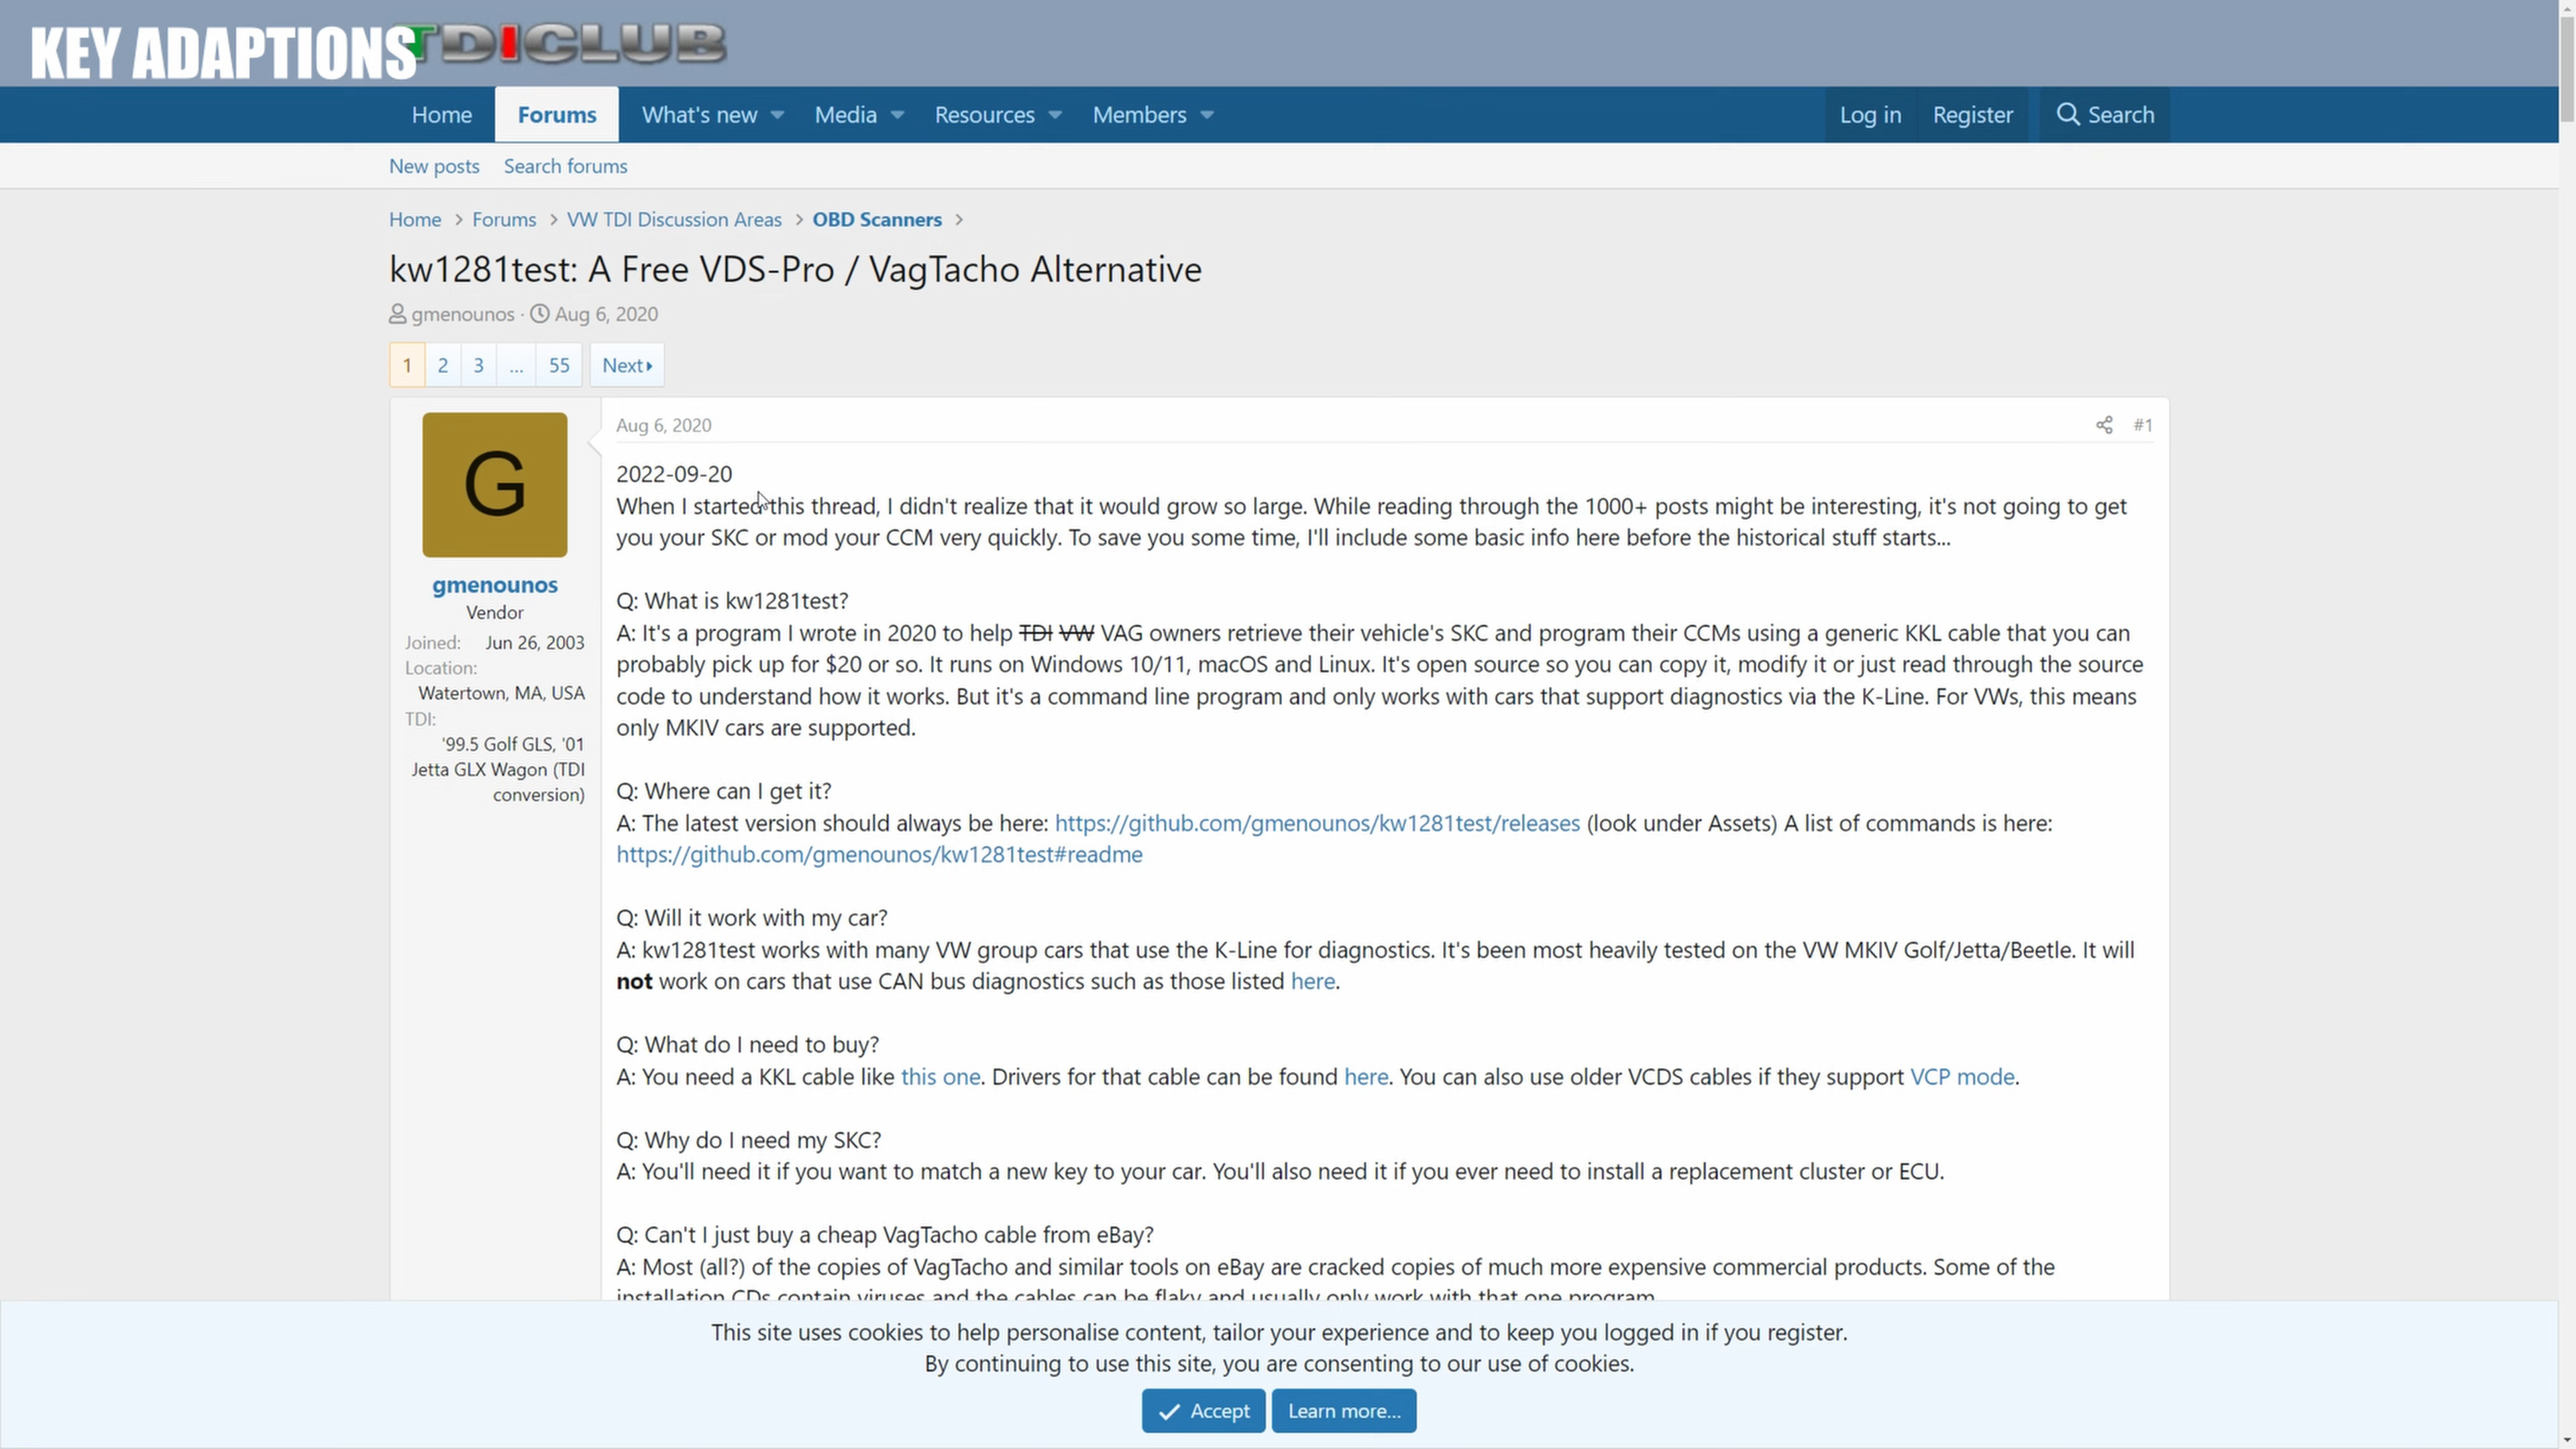 KEY ADAPTIONS
TDICLUB
Home Forums What's new Media Resources Members Log in Register Search
New posts Search forums
Home > Forums > VW TDI Discussion Areas > OBD Scanners >
kw1281test: A Free VDS-Pro / VagTacho Alternative
gmenounos · Aug 6, 2020
1 2 3 ... 55 Next
G
gmenounos
Vendor
Joined: Jun 26, 2003
Location:
Watertown, MA, USA
TDI:
'99.5 Golf GLS, '01
Jetta GLX Wagon (TDI
conversion)
Aug 6, 2020 #1
2022-09-20
When I started this thread, I didn't realize that it would grow so large. While reading through the 1000+ posts might be interesting, it's not going to get
you your SKC or mod your CCM very quickly. To save you some time, I'll include some basic info here before the historical stuff starts...
Q: What is kw1281test?
A: It's a program I wrote in 2020 to help TDI VW VAG owners retrieve their vehicle's SKC and program their CCMs using a generic KKL cable that you can
probably pick up for $20 or so. It runs on Windows 10/11, macOS and Linux. It's open source so you can copy it, modify it or just read through the source
code to understand how it works. But it's a command line program and only works with cars that support diagnostics via the K-Line. For VWs, this means
only MKIV cars are supported.
Q: Where can I get it?
A: The latest version should always be here: https://github.com/gmenounos/kw1281test/releases (look under Assets) A list of commands is here:
https://github.com/gmenounos/kw1281test#readme
Q: Will it work with my car?
A: kw1281test works with many VW group cars that use the K-Line for diagnostics. It's been most heavily tested on the VW MKIV Golf/Jetta/Beetle. It will
not work on cars that use CAN bus diagnostics such as those listed here.
Q: What do I need to buy?
A: You need a KKL cable like this one. Drivers for that cable can be found here. You can also use older VCDS cables if they support VCP mode.
Q: Why do I need my SKC?
A: You'll need it if you want to match a new key to your car. You'll also need it if you ever need to install a replacement cluster or ECU.
Q: Can't I just buy a cheap VagTacho cable from eBay?
A: Most (all?) of the copies of VagTacho and similar tools on eBay are cracked copies of much more expensive commercial products. Some of the
installation CDs contain viruses and the cables can be flaky and usually only work with that one program.
This site uses cookies to help personalise content, tailor your experience and to keep you logged in if you register.
By continuing to use this site, you are consenting to our use of cookies.
Accept Learn more...